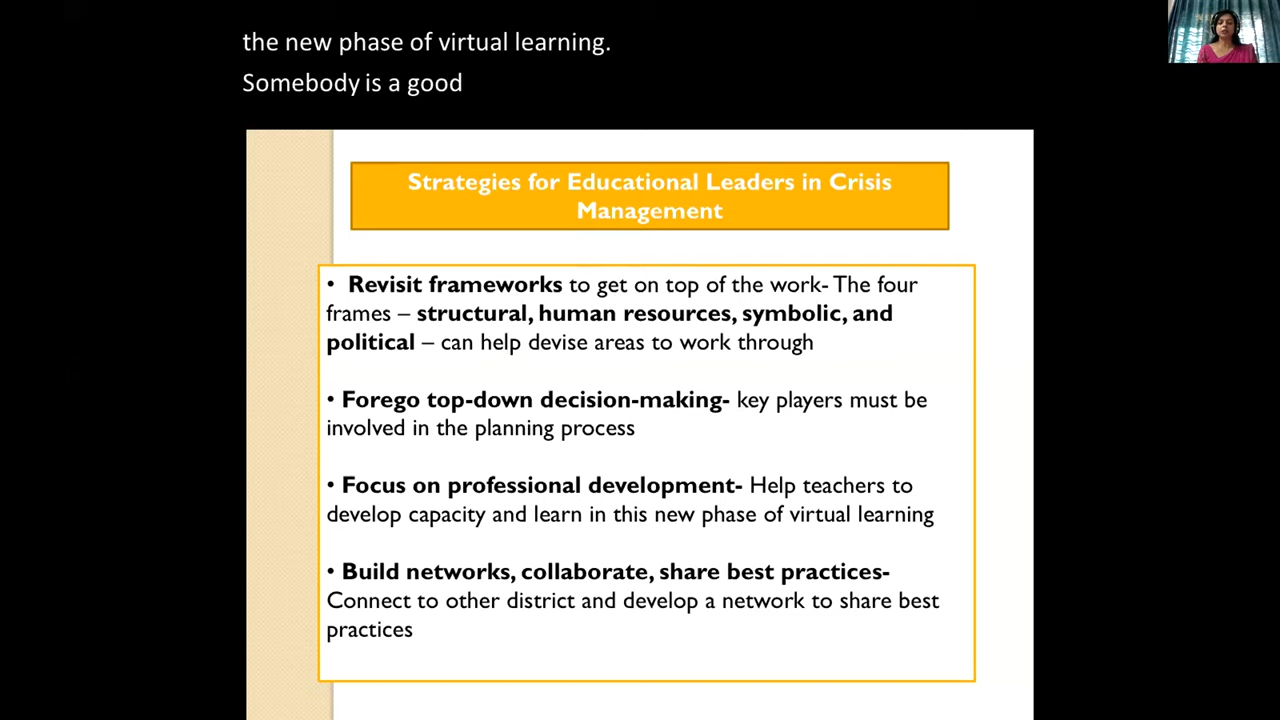 the new phase of virtual learning.
Somebody is a good
Strategies for Educational Leaders in Crisis
Management
• Revisit frameworks to get on top of the work- The four
frames – structural, human resources, symbolic, and
political – can help devise areas to work through
• Forego top-down decision-making- key players must be
involved in the planning process
• Focus on professional development- Help teachers to
develop capacity and learn in this new phase of virtual learning
• Build networks, collaborate, share best practices-
Connect to other district and develop a network to share best
practices